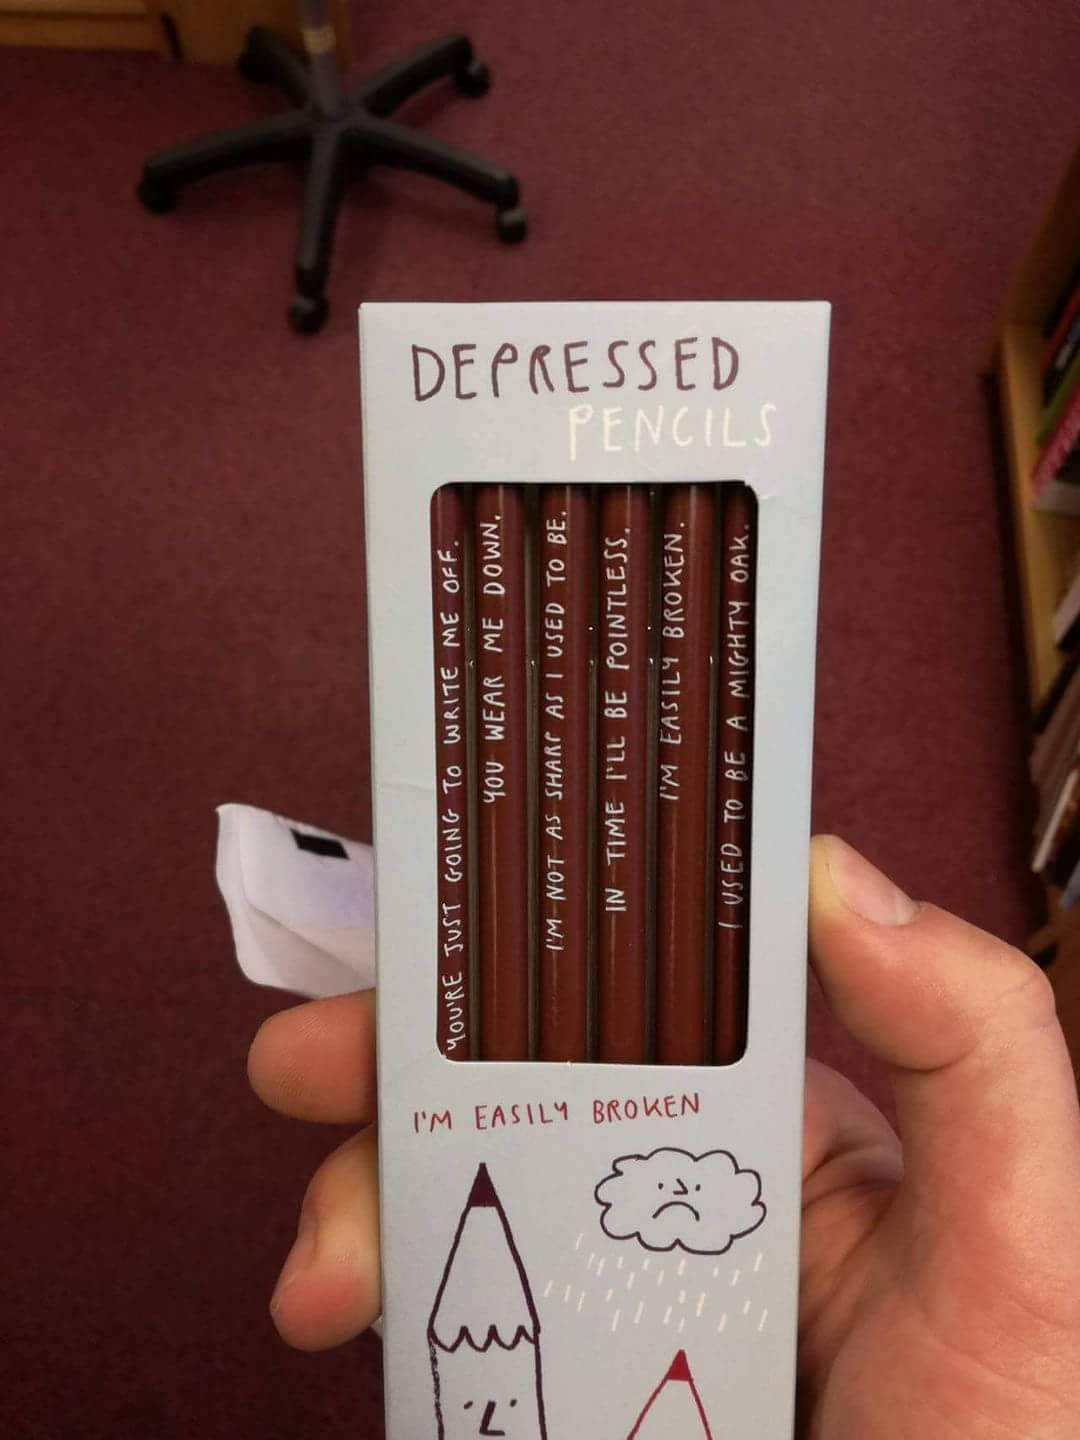 DEPRESSED
PENCILS
YOU'RE JUST GOING TO WRITE ME OFF.
YOU WEAR ME DOWN.
I'M NOT AS SHARP AS I USED TO BE.
IN TIME I'LL BE POINTLESS.
I'M EASILY BROKEN.
I USED TO BE A MIGHTY OAK.
I'M EASILY BROKEN